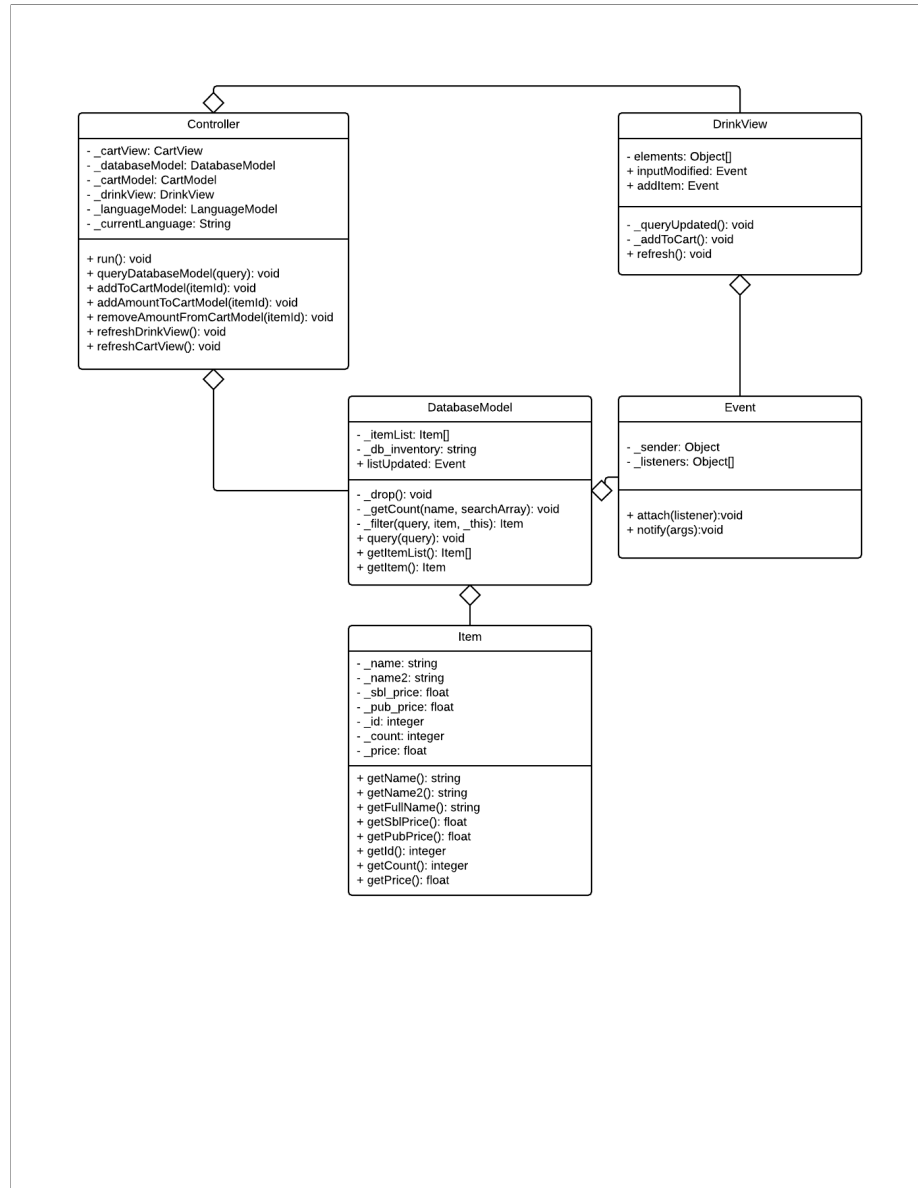 Controller
- _cartView: CartView
- _databaseModel: DatabaseModel
- _cartModel: CartModel
- _drinkView: DrinkView
- _languageModel: LanguageModel
- _currentLanguage: String
+ run(): void
+ queryDatabaseModel(query): void
+ addToCartModel(itemId): void
+ addAmountToCartModel(itemId): void
+ removeAmountFromCartModel(itemId): void
+ refreshDrinkView(): void
+ refreshCartView(): void
DrinkView
- elements: Object[]
+ inputModified: Event
+ addItem: Event
- _queryUpdated(): void
- _addToCart(): void
+ refresh(): void
DatabaseModel
- _itemList: Item[]
- _db_inventory: string
+ listUpdated: Event
- _drop(): void
- _getCount(name, searchArray): void
- _filter(query, item, _this): Item
+ query(query): void
+ getItemList(): Item[]
+ getItem(): Item
Event
- _sender: Object
- _listeners: Object[]
+ attach(listener):void
+ notify(args):void
Item
- _name: string
- _name2: string
- _sbl_price: float
- _pub_price: float
- _id: integer
- _count: integer
- _price: float
+ getName(): string
+ getName2(): string
+ getFullName(): string
+ getSblPrice(): float
+ getPubPrice(): float
+ getId(): integer
+ getCount(): integer
+ getPrice(): float